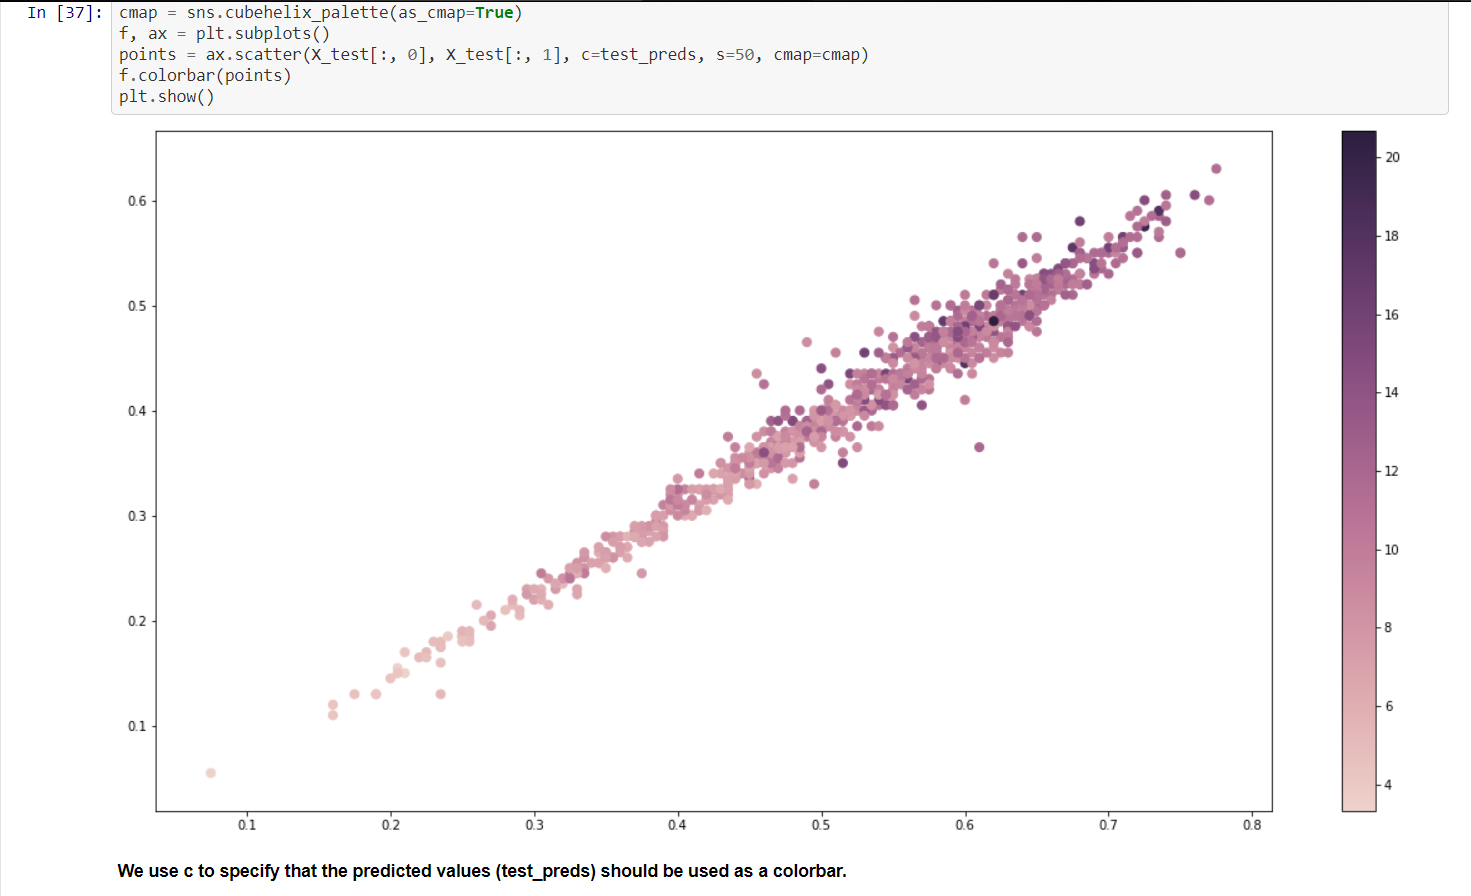 In [37]: cmap = sns.cubehelix_palette(as_cmap=True)
f, ax = plt.subplots()
points = ax.scatter(X_test[:, 0], X_test[:, 1], c=test_preds, s=50, cmap=cmap)
f.colorbar(points)
plt.show()
0.6
0.5
0.4
0.3
0.2
0.1
0.1 0.2 0.3 0.4 0.5 0.6 0.7 0.8
20
18
16
14
12
10
8
6
4
We use c to specify that the predicted values (test_preds) should be used as a colorbar.